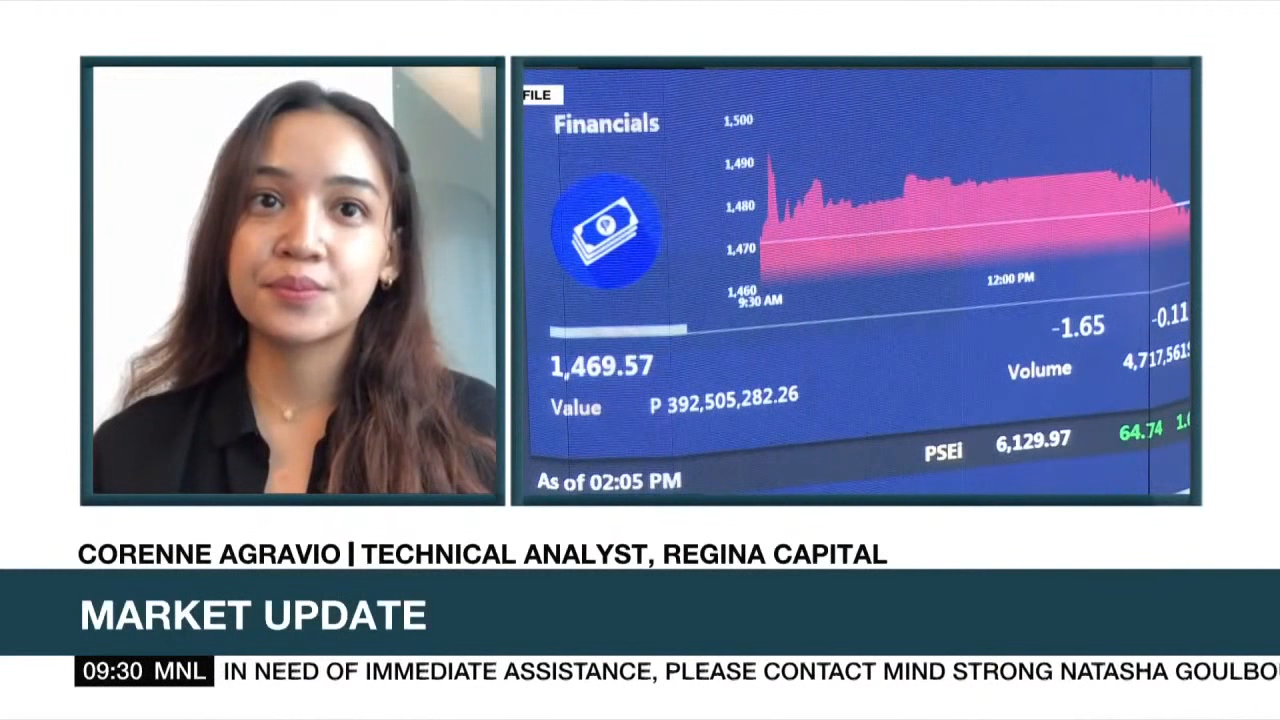 FILE
Financials
1,500
1,490
1,480
1,470
1,460
9:30 AM
12:00 PM
1,469.57
-1.65
-0.11
Value P 392,505,282.26
Volume
PSEi 6,129.97 64.74
As of 02:05 PM
CORENNE AGRAVIO | TECHNICAL ANALYST, REGINA CAPITAL
MARKET UPDATE
09:30 MNL IN NEED OF IMMEDIATE ASSISTANCE, PLEASE CONTACT MIND STRONG NATASHA